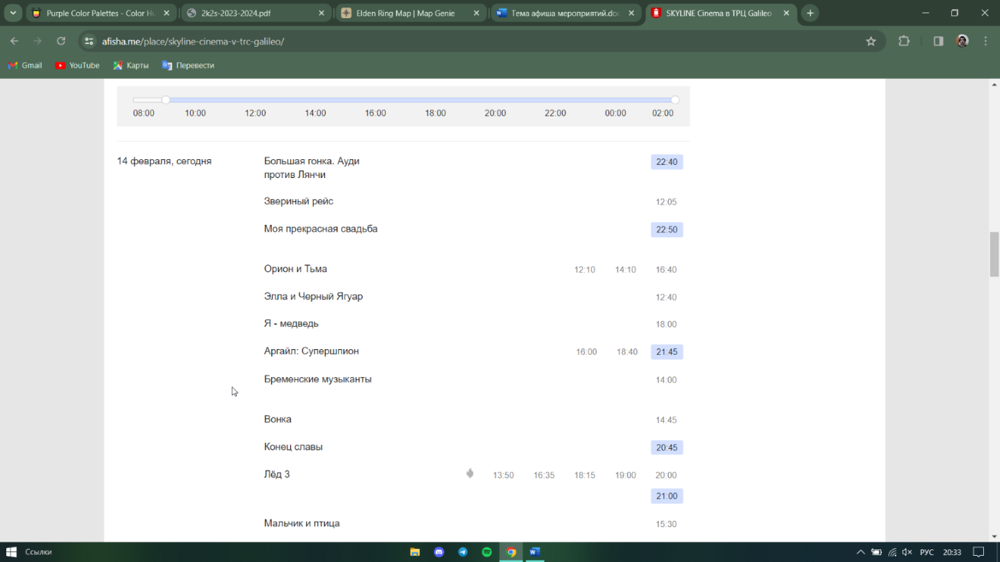 Purple Color Palettes - Color Hu
2k2s-2023-2024.pdf
Elden Ring Map | Map Genie
Тема афиша мероприятий.doc
SKYLINE Cinema в ТРЦ Galileo
afisha.me/place/skyline-cinema-v-trc-galileo/
Gmail
YouTube
Карты
Перевести
08:00 10:00 12:00 14:00 16:00 18:00 20:00 22:00 00:00 02:00
14 февраля, сегодня
Большая гонка. Ауди
против Лянчи
22:40
Звериный рейс
12:05
Моя прекрасная свадьба
22:50
Орион и Тьма
12:10 14:10 16:40
Элла и Черный Ягуар
12:40
Я - медведь
18:00
Аргайл: Супершпион
16:00 18:40 21:45
Бременские музыканты
14:00
Вонка
14:45
Конец славы
20:45
Лёд 3
13:50 16:35 18:15 19:00 20:00
21:00
Мальчик и птица
15:30
Ссылки
РУС
20:33